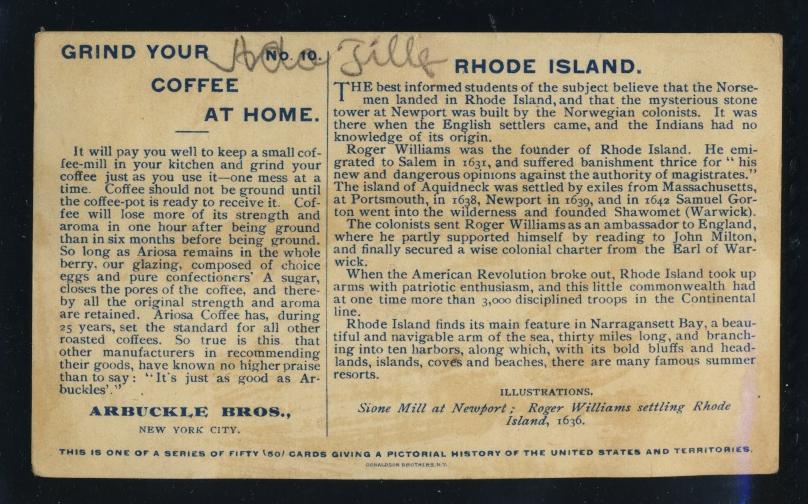 GRIND YOUR
No. 10.
COFFEE
AT HOME.
It will pay you well to keep a small cof-
fee-mill in your kitchen and grind your
coffee just as you use it—one mess at a
time. Coffee should not be ground until
the coffee-pot is ready to receive it. Cof-
fee will lose more of its strength and
aroma in one hour after being ground
than in six months before being ground.
So long as Ariosa remains in the whole
berry, our glazing, composed of choice
eggs and pure confectioners' A sugar,
closes the pores of the coffee, and there-
by all the original strength and aroma
are retained. Ariosa Coffee has, during
25 years, set the standard for all other
roasted coffees. So true is this that
other manufacturers in recommending
their goods, have known no higher praise
than to say: "It's just as good as Ar-
buckles'."
ARBUCKLE BROS.,
NEW YORK CITY.
RHODE ISLAND.
THE best informed students of the subject believe that the Norse-
men landed in Rhode Island, and that the mysterious stone
tower at Newport was built by the Norwegian colonists. It was
there when the English settlers came, and the Indians had no
knowledge of its origin.
Roger Williams was the founder of Rhode Island. He emi-
grated to Salem in 1631, and suffered banishment thrice for "his
new and dangerous opinions against the authority of magistrates."
The island of Aquidneck was settled by exiles from Massachusetts,
at Portsmouth, in 1638, Newport in 1639, and in 1642 Samuel Gor-
ton went into the wilderness and founded Shawomet (Warwick).
The colonists sent Roger Williams as an ambassador to England,
where he partly supported himself by reading to John Milton,
and finally secured a wise colonial charter from the Earl of War-
wick.
When the American Revolution broke out, Rhode Island took up
arms with patriotic enthusiasm, and this little commonwealth had
at one time more than 3,000 disciplined troops in the Continental
line.
Rhode Island finds its main feature in Narragansett Bay, a beau-
tiful and navigable arm of the sea, thirty miles long, and branch-
ing into ten harbors, along which, with its bold bluffs and head-
lands, islands, coves and beaches, there are many famous summer
resorts.
ILLUSTRATIONS.
Sione Mill at Newport; Roger Williams settling Rhode
Island, 1636.
THIS IS ONE OF A SERIES OF FIFTY (50) CARDS GIVING A PICTORIAL HISTORY OF THE UNITED STATES AND TERRITORIES.
DONALDSON BROTHERS, N.Y.